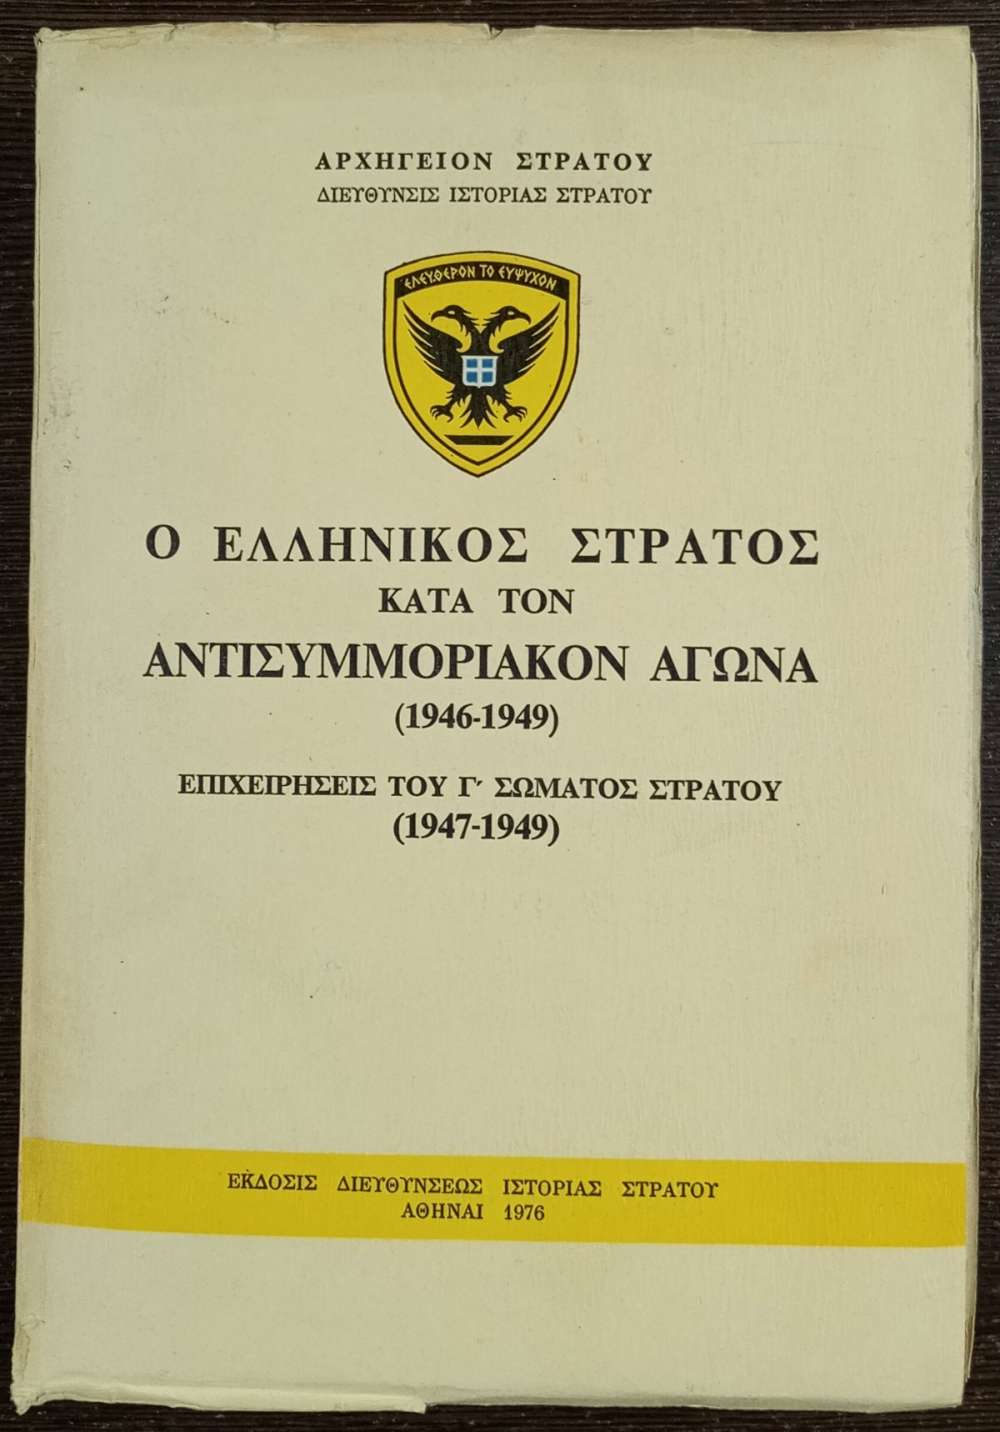 ΑΡΧΗΓΕΙΟΝ ΣΤΡΑΤΟΥ
ΔΙΕΥΘΥΝΣΙΣ ΙΣΤΟΡΙΑΣ ΣΤΡΑΤΟΥ
ΕΛΕΥΘΕΡΟΝ ΤΟ ΕΥΨΥΧΟΝ
Ο ΕΛΛΗΝΙΚΟΣ ΣΤΡΑΤΟΣ
ΚΑΤΑ ΤΟΝ
ΑΝΤΙΣΥΜΜΟΡΙΑΚΟΝ ΑΓΩΝΑ
(1946-1949)
ΕΠΙΧΕΙΡΗΣΕΙΣ ΤΟΥ Γ' ΣΩΜΑΤΟΣ ΣΤΡΑΤΟΥ
(1947-1949)
ΕΚΔΟΣΙΣ ΔΙΕΥΘΥΝΣΕΩΣ ΙΣΤΟΡΙΑΣ ΣΤΡΑΤΟΥ
ΑΘΗΝΑΙ 1976